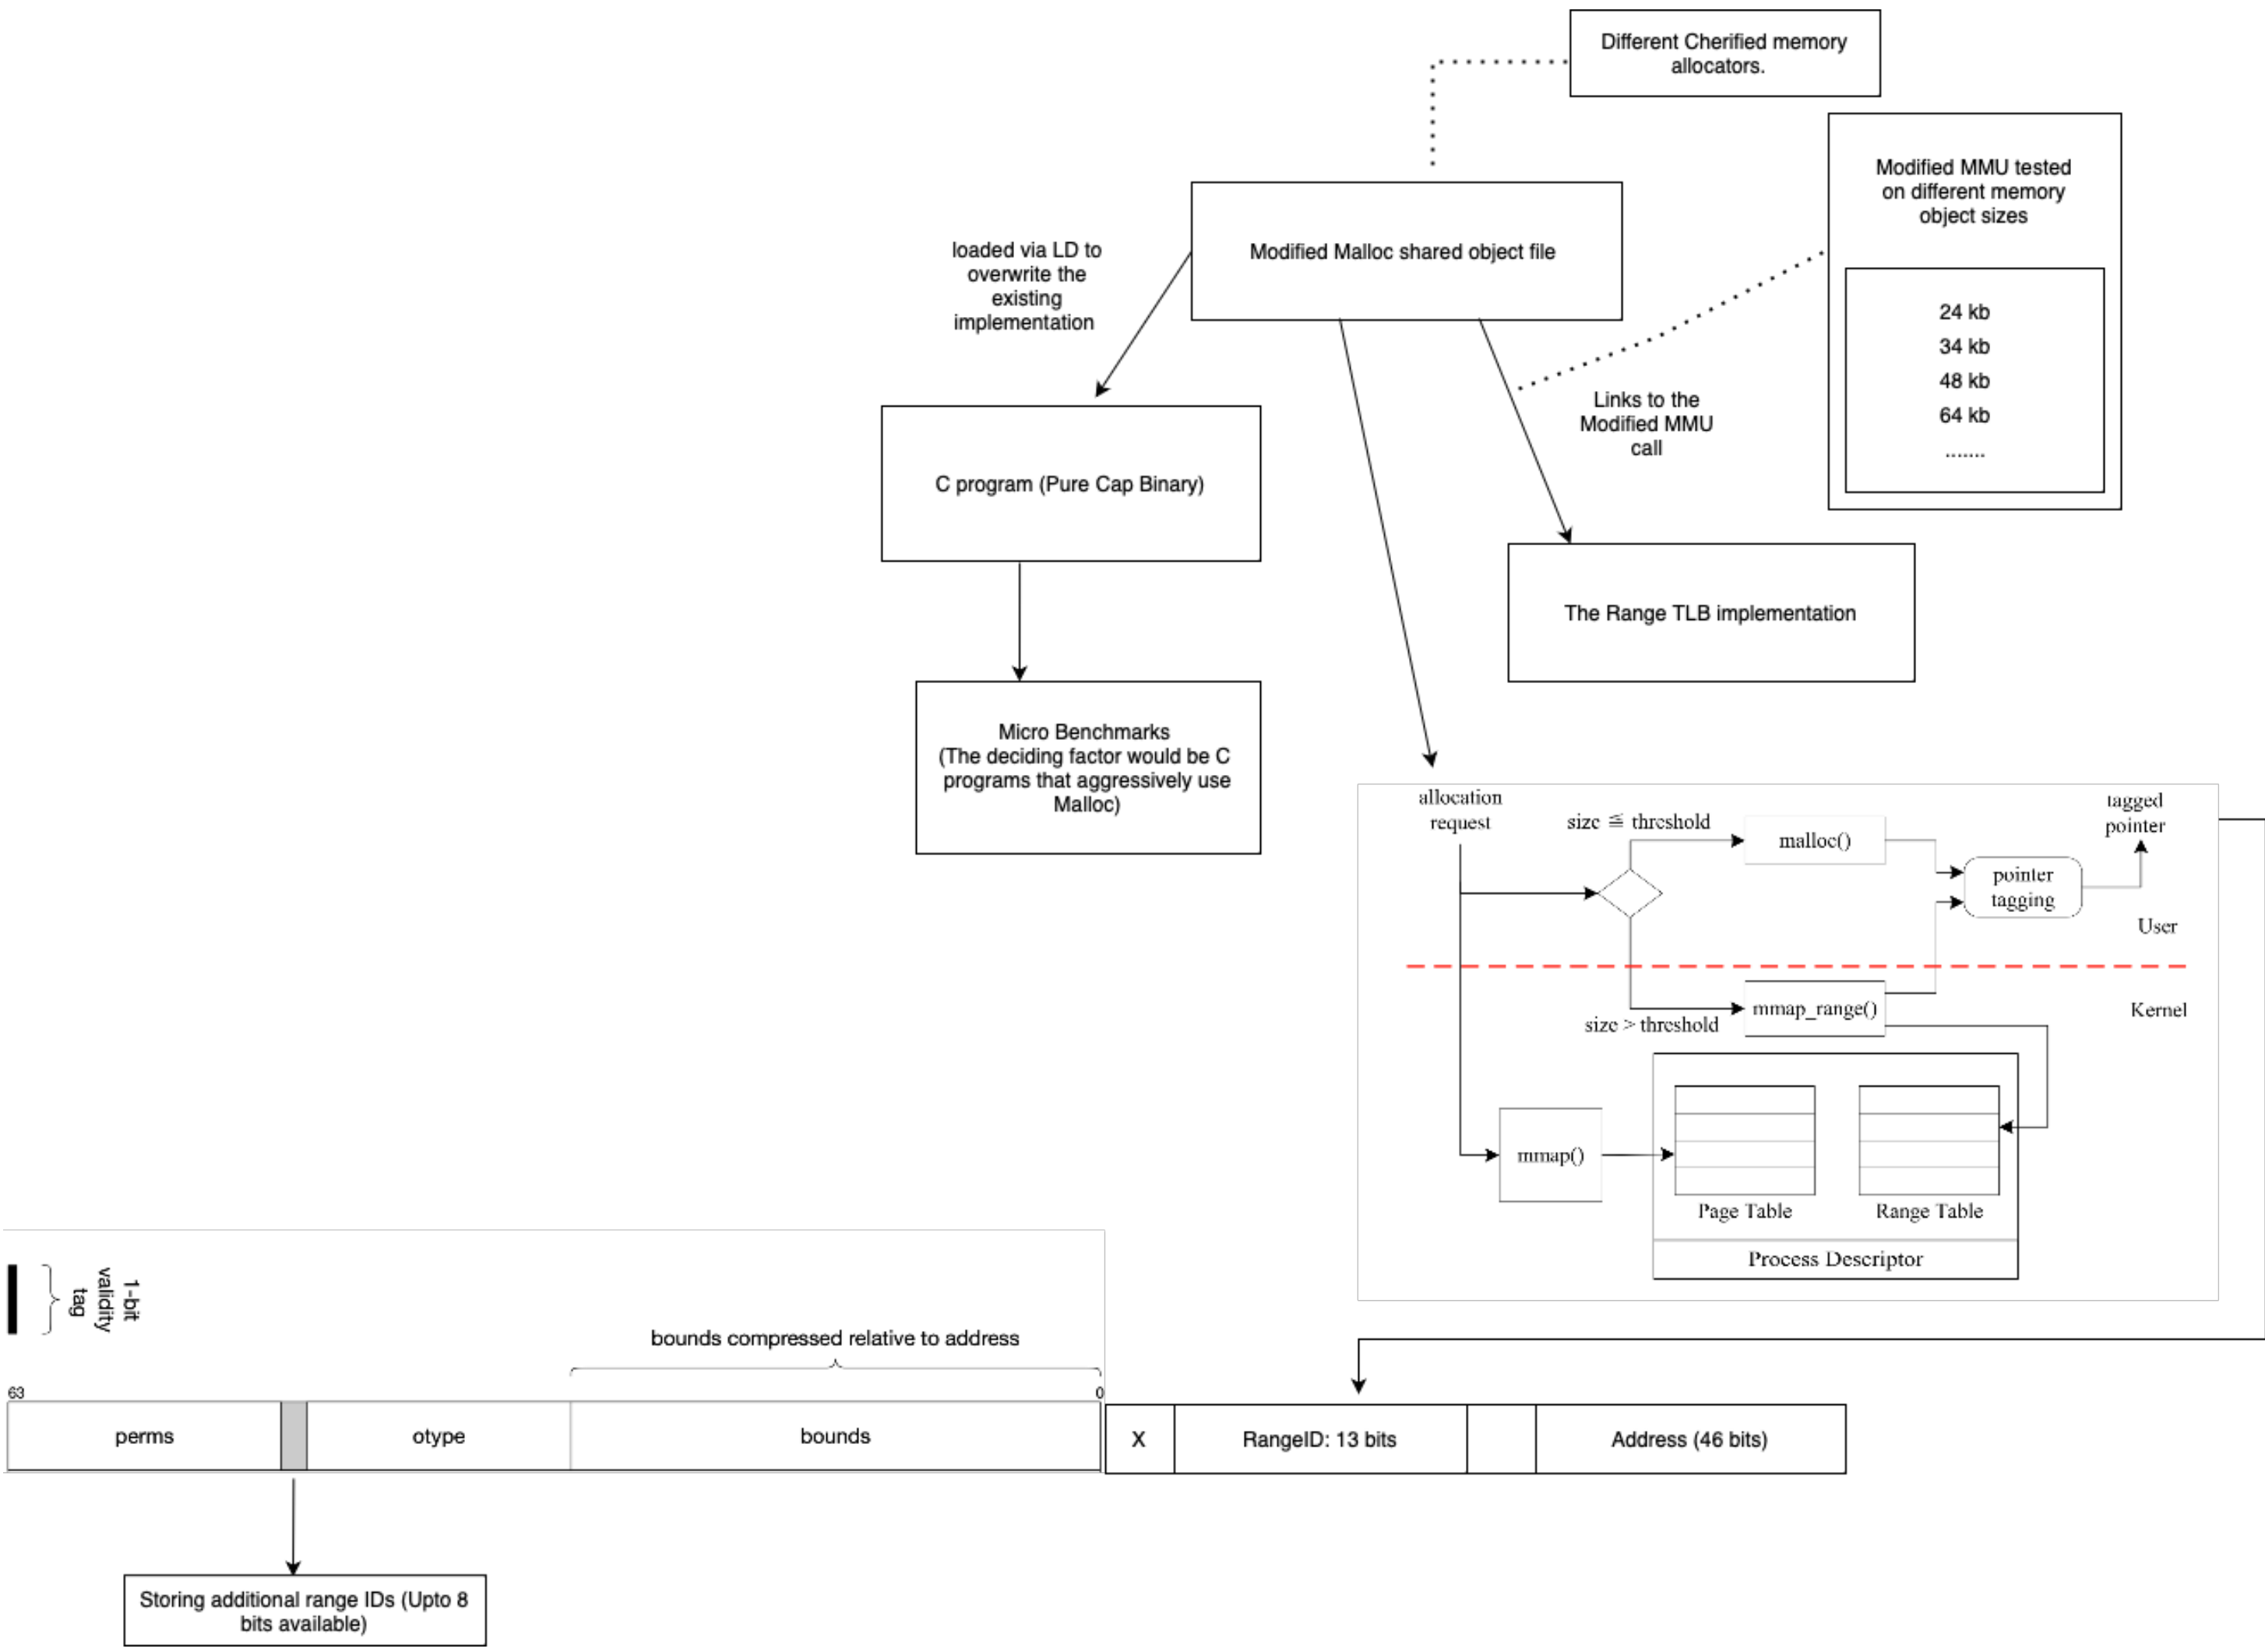 Different Cherified memory
allocators.
Modified MMU tested
on different memory
object sizes
24 kb
34 kb
48 kb
64 kb
.......
Modified Malloc shared object file
loaded via LD to
overwrite the
existing
implementation
Links to the
Modified MMU
call
C program (Pure Cap Binary)
The Range TLB implementation
Micro Benchmarks
(The deciding factor would be C
programs that aggressively use
Malloc)
allocation
request
size ≦ threshold
malloc()
tagged
pointer
pointer
tagging
User
size > threshold
mmap_range()
Kernel
mmap()
Page Table
Range Table
Process Descriptor
1-bit
validity
tag
bounds compressed relative to address
63
0
perms
otype
bounds
X
RangeID: 13 bits
Address (46 bits)
Storing additional range IDs (Upto 8
bits available)